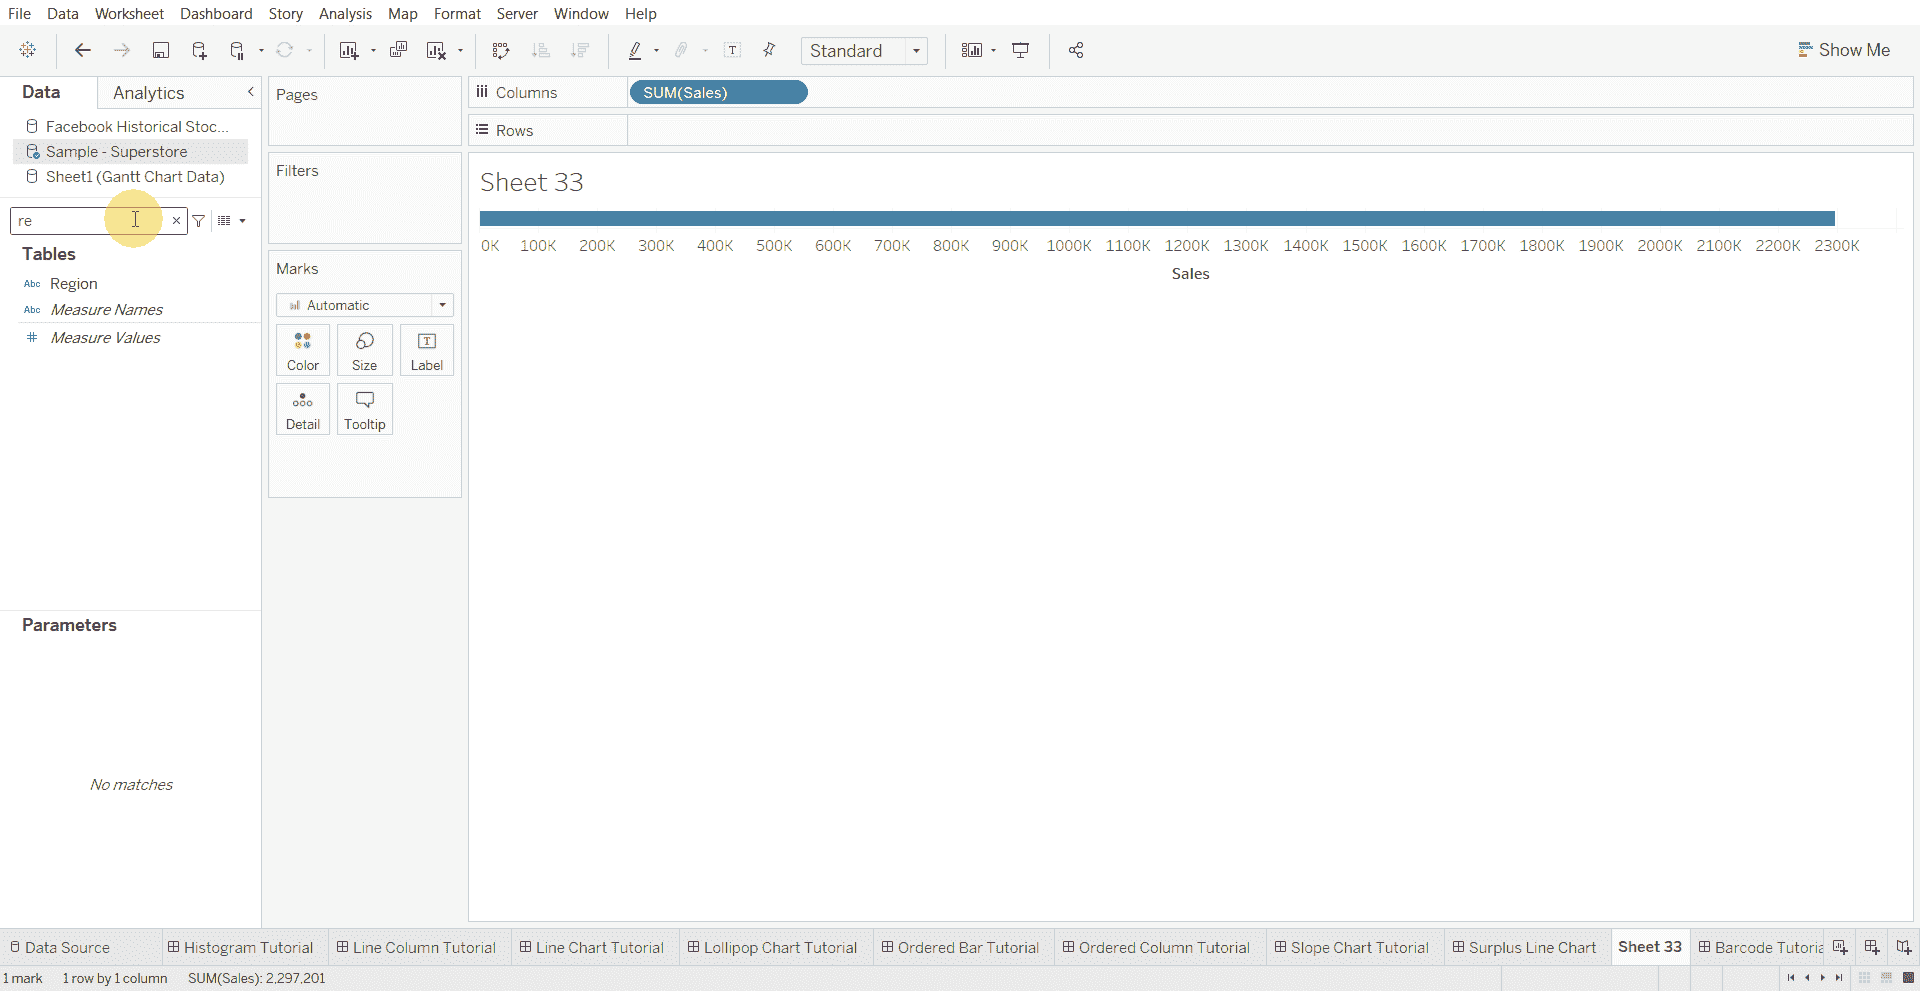 File Data Worksheet Dashboard Story Analysis Map Format Server Window Help
Standard
Show Me
Data Analytics
Facebook Historical Stoc...
Sample - Superstore
Sheet1 (Gantt Chart Data)
re
Tables
Abc Region
Abc Measure Names
# Measure Values
Parameters
No matches
Pages
Filters
Marks
Automatic
Color Size Label
Detail Tooltip
Columns SUM(Sales)
Rows
Sheet 33
0K 100K 200K 300K 400K 500K 600K 700K 800K 900K 1000K 1100K 1200K 1300K 1400K 1500K 1600K 1700K 1800K 1900K 2000K 2100K 2200K 2300K
Sales
Data Source Histogram Tutorial Line Column Tutorial Line Chart Tutorial Lollipop Chart Tutorial Ordered Bar Tutorial Ordered Column Tutorial Slope Chart Tutorial Surplus Line Chart Sheet 33 Barcode Tutoria
1 mark 1 row by 1 column SUM(Sales): 2,297,201